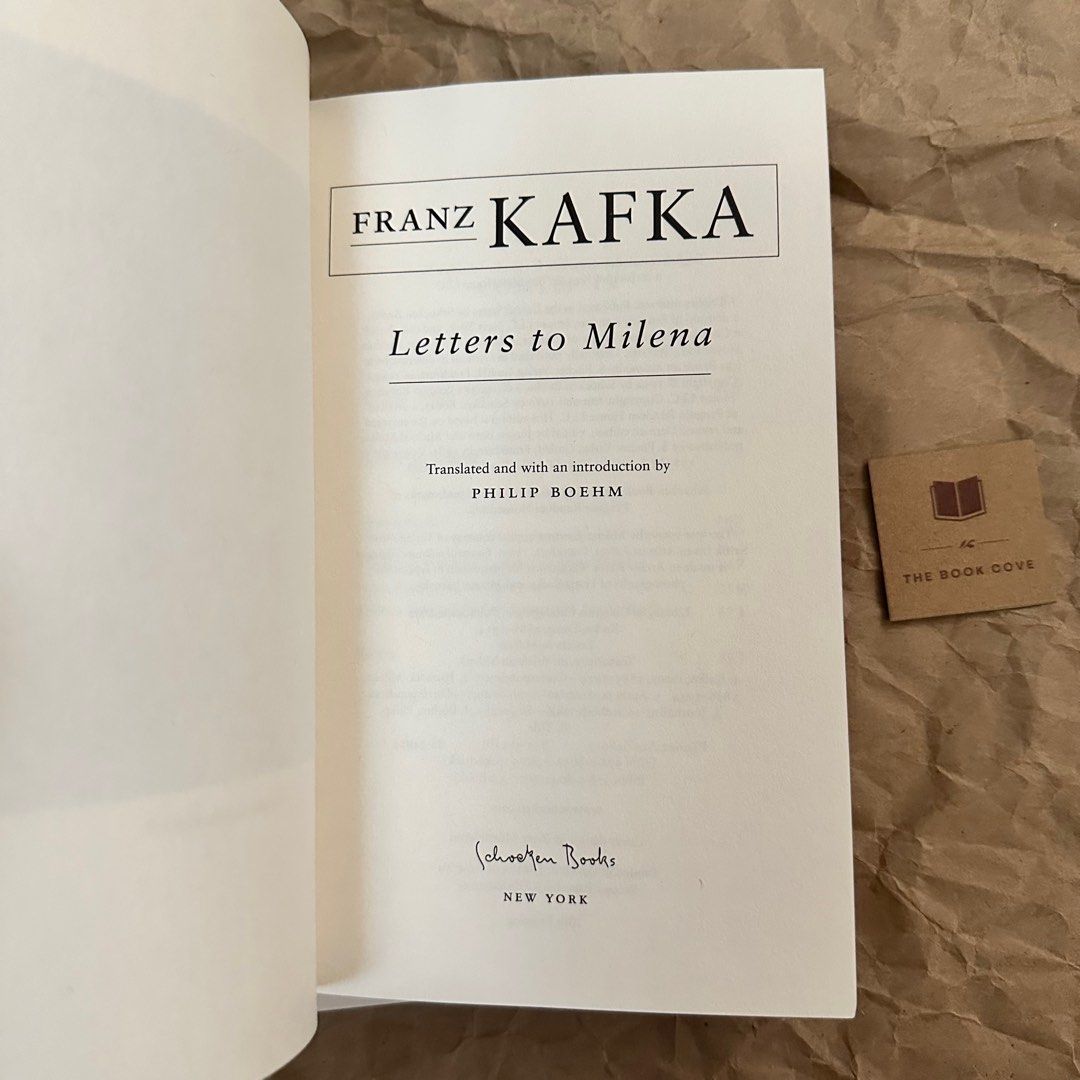 FRANZ KAFKA
Letters to Milena
Translated and with an introduction by
PHILIP BOEHM
Schocken Books
NEW YORK
THE BOOK COVE